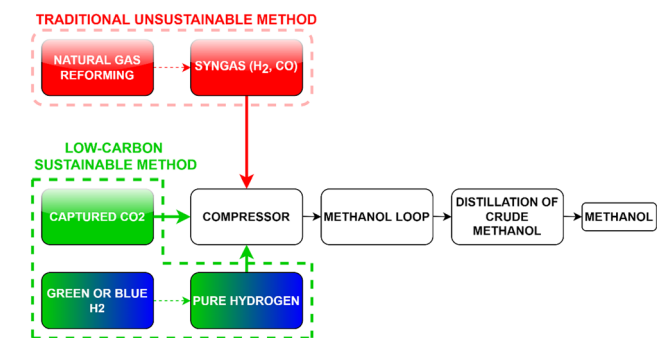 TRADITIONAL UNSUSTAINABLE METHOD
NATURAL GAS
REFORMING
SYNGAS (H₂, CO)
LOW-CARBON
SUSTAINABLE METHOD
CAPTURED CO2
COMPRESSOR
METHANOL LOOP
DISTILLATION OF
CRUDE
METHANOL
METHANOL
GREEN OR BLUE
H2
PURE HYDROGEN